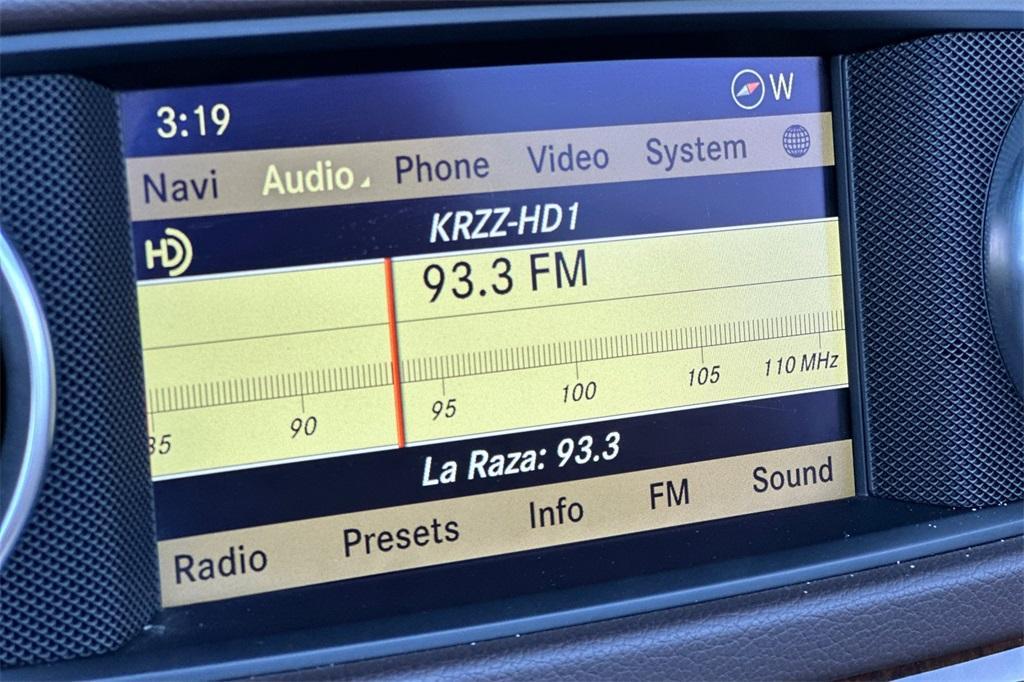 3:19 W
Navi Audio Phone Video System
HD KRZZ-HD1
93.3 FM
85 90 95 100 105 110 MHz
La Raza: 93.3
Radio Presets Info FM Sound